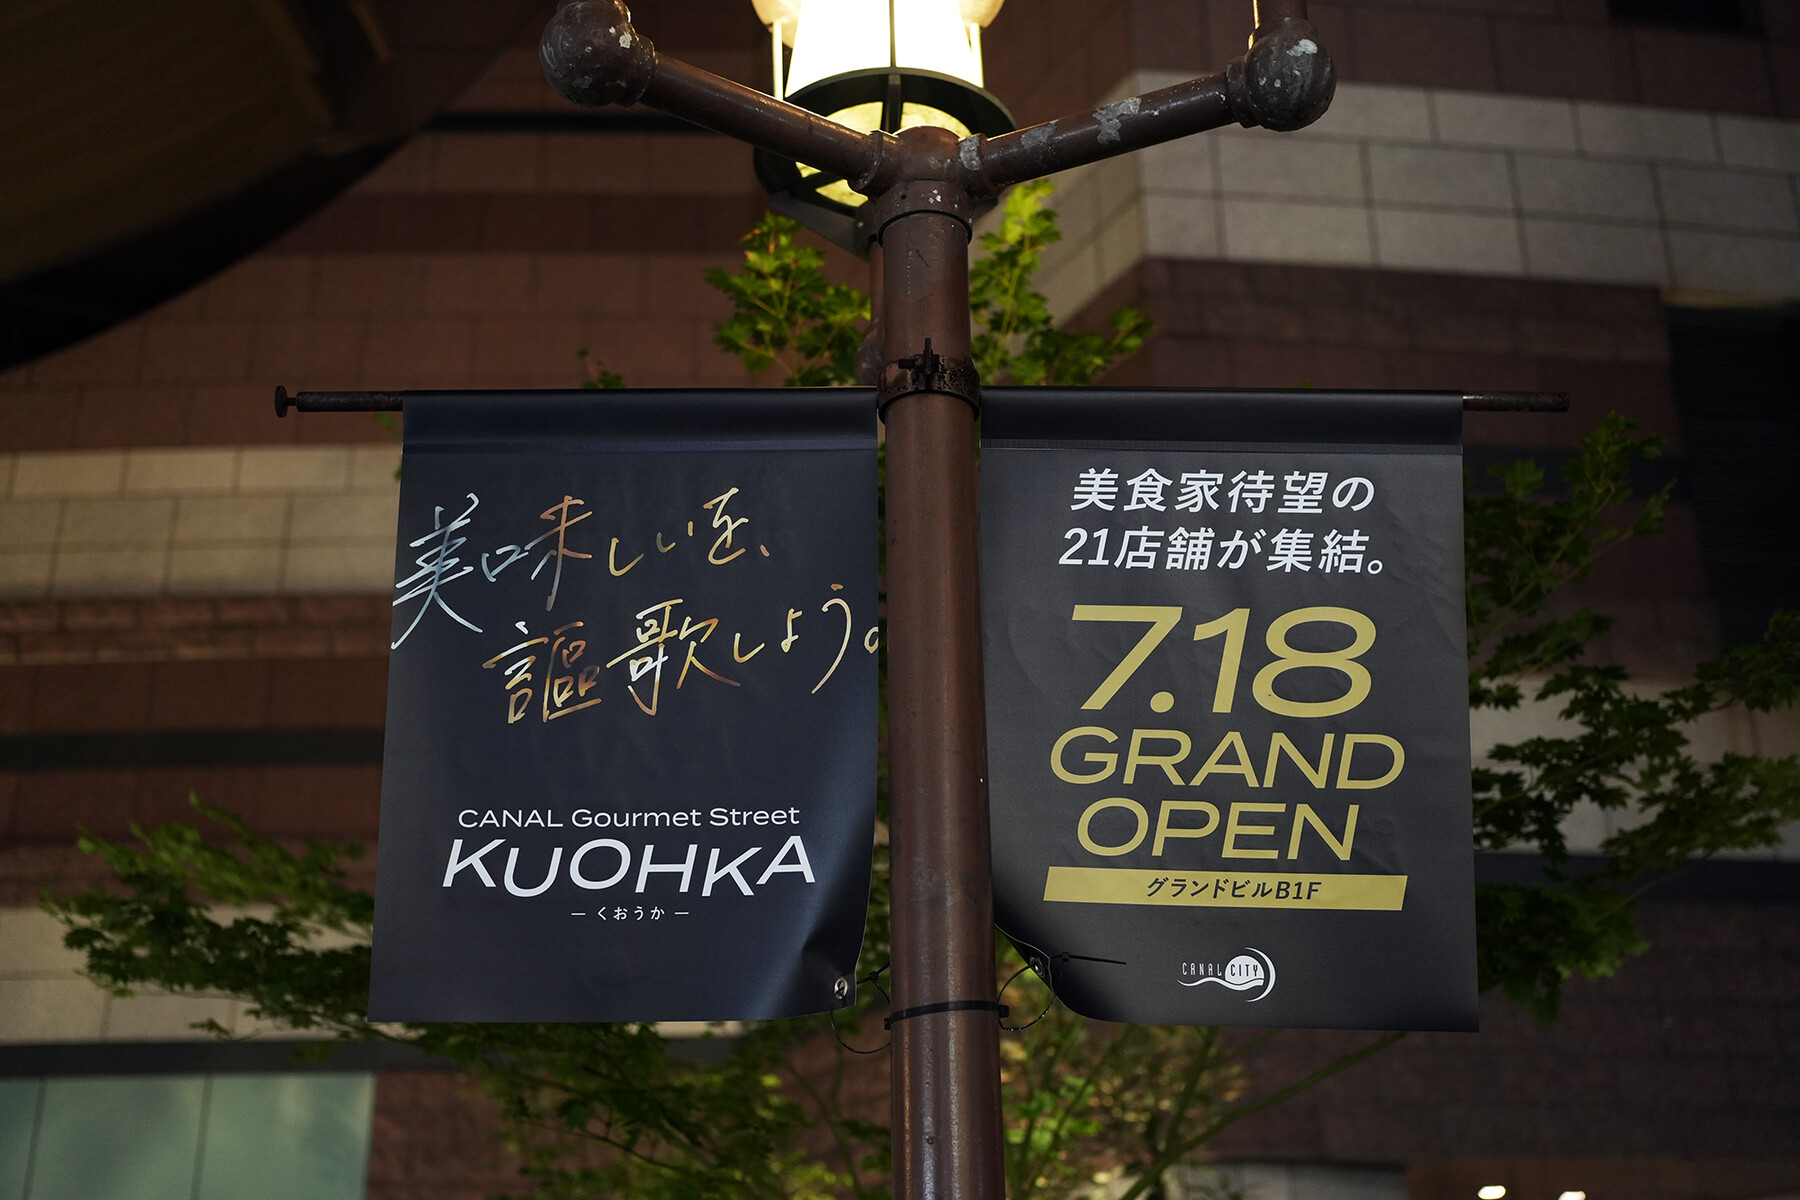 美味しいを、
謳歌しよう。
CANAL Gourmet Street
KUOHKA
— くおうか —
美食家待望の
21店舗が集結。
7.18
GRAND
OPEN
グランドビルB1F
CANAL CITY